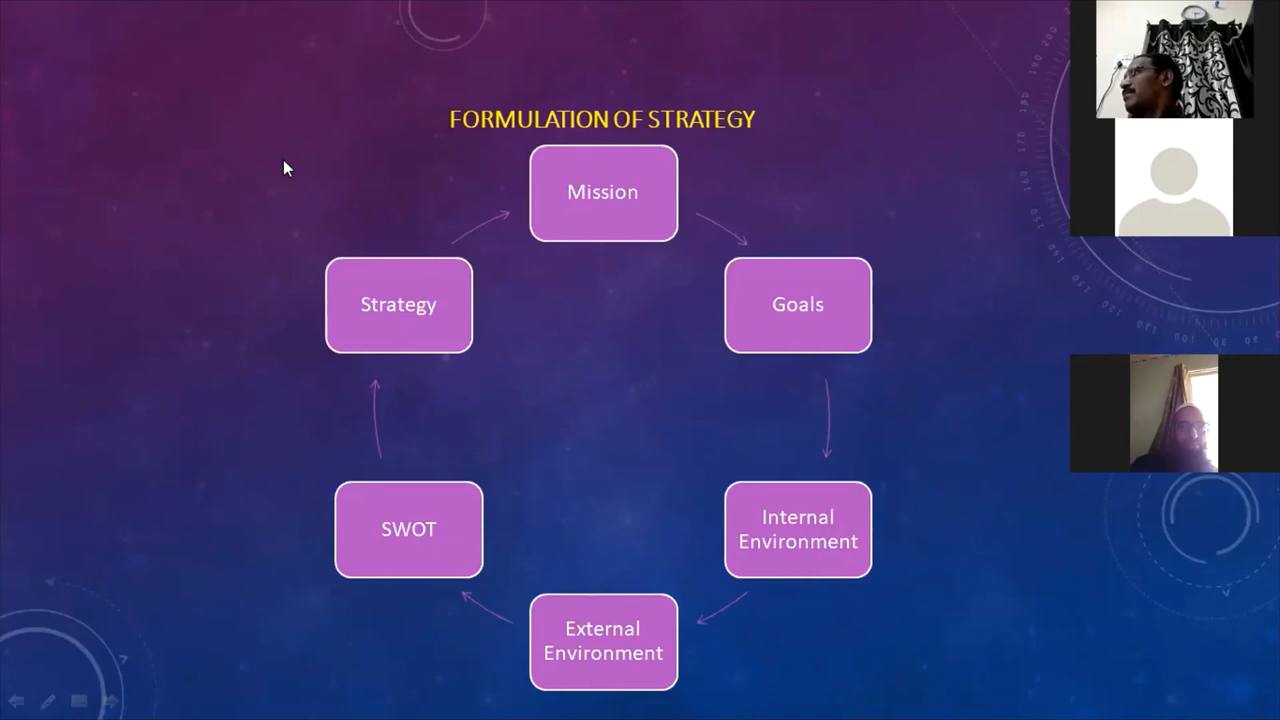 FORMULATION OF STRATEGY
Mission
Goals
Internal
Environment
External
Environment
SWOT
Strategy